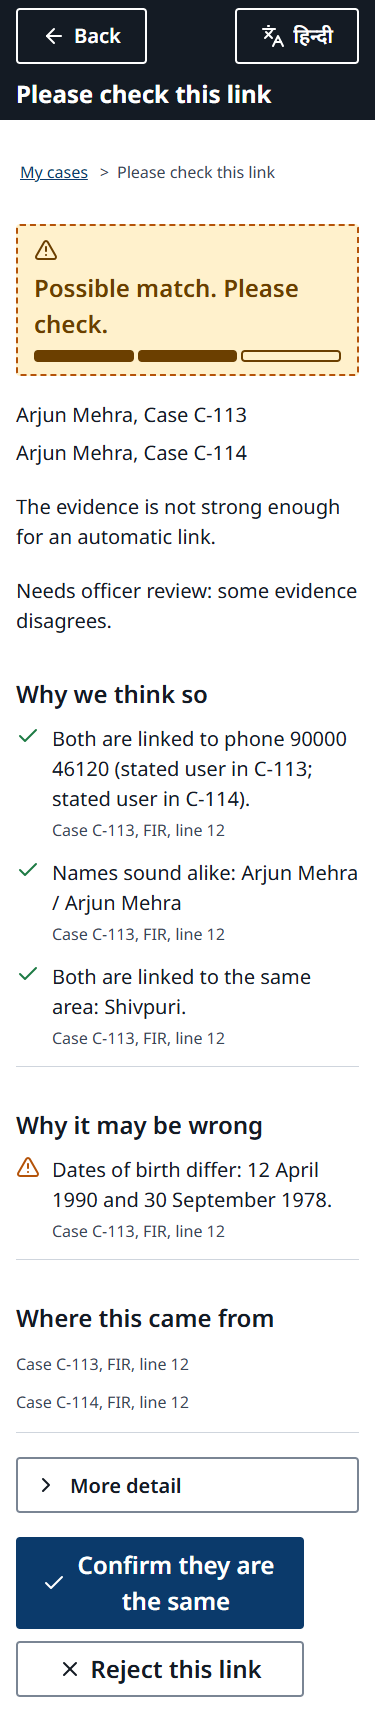 Back
हिन्दी
Please check this link
My cases > Please check this link
Possible match. Please
check.
Arjun Mehra, Case C-113
Arjun Mehra, Case C-114
The evidence is not strong enough
for an automatic link.
Needs officer review: some evidence
disagrees.
Why we think so
Both are linked to phone 90000
46120 (stated user in C-113;
stated user in C-114).
Case C-113, FIR, line 12
Names sound alike: Arjun Mehra
/ Arjun Mehra
Case C-113, FIR, line 12
Both are linked to the same
area: Shivpuri.
Case C-113, FIR, line 12
Why it may be wrong
Dates of birth differ: 12 April
1990 and 30 September 1978.
Case C-113, FIR, line 12
Where this came from
Case C-113, FIR, line 12
Case C-114, FIR, line 12
More detail
Confirm they are
the same
Reject this link